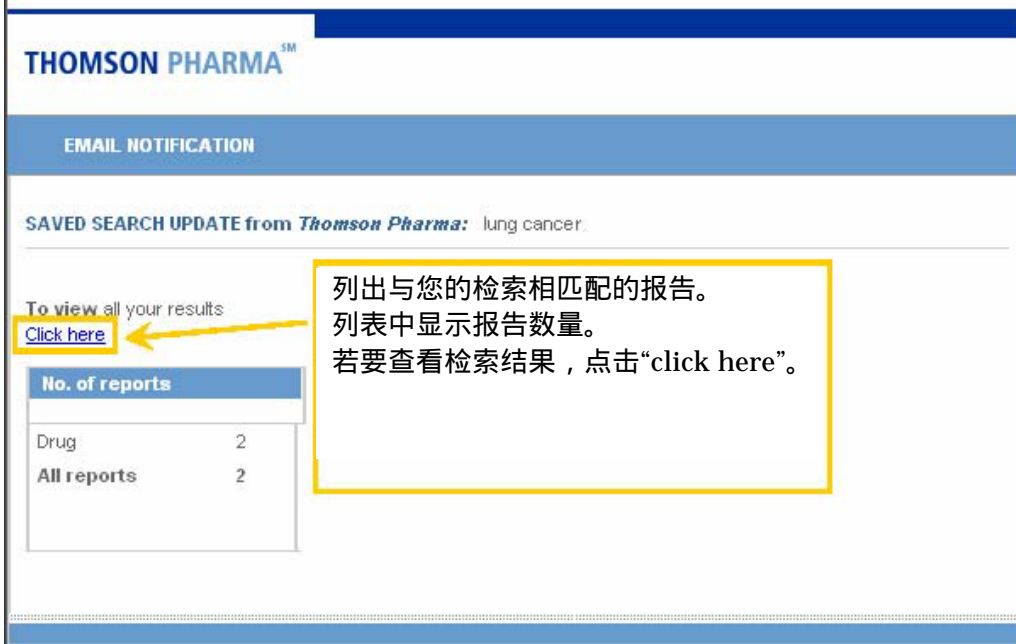 THOMSON PHARMA℠
EMAIL NOTIFICATION
SAVED SEARCH UPDATE from Thomson Pharma: lung cancer
To view all your results
Click here
列出与您的检索相匹配的报告。
列表中显示报告数量。
若要查看检索结果，点击“click here”。
No. of reports
Drug 2
All reports 2